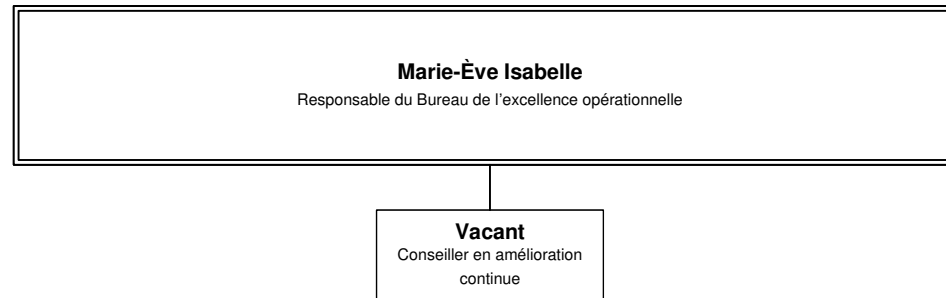 Marie-Ève Isabelle
Responsable du Bureau de l'excellence opérationnelle
Vacant
Conseiller en amélioration
continue